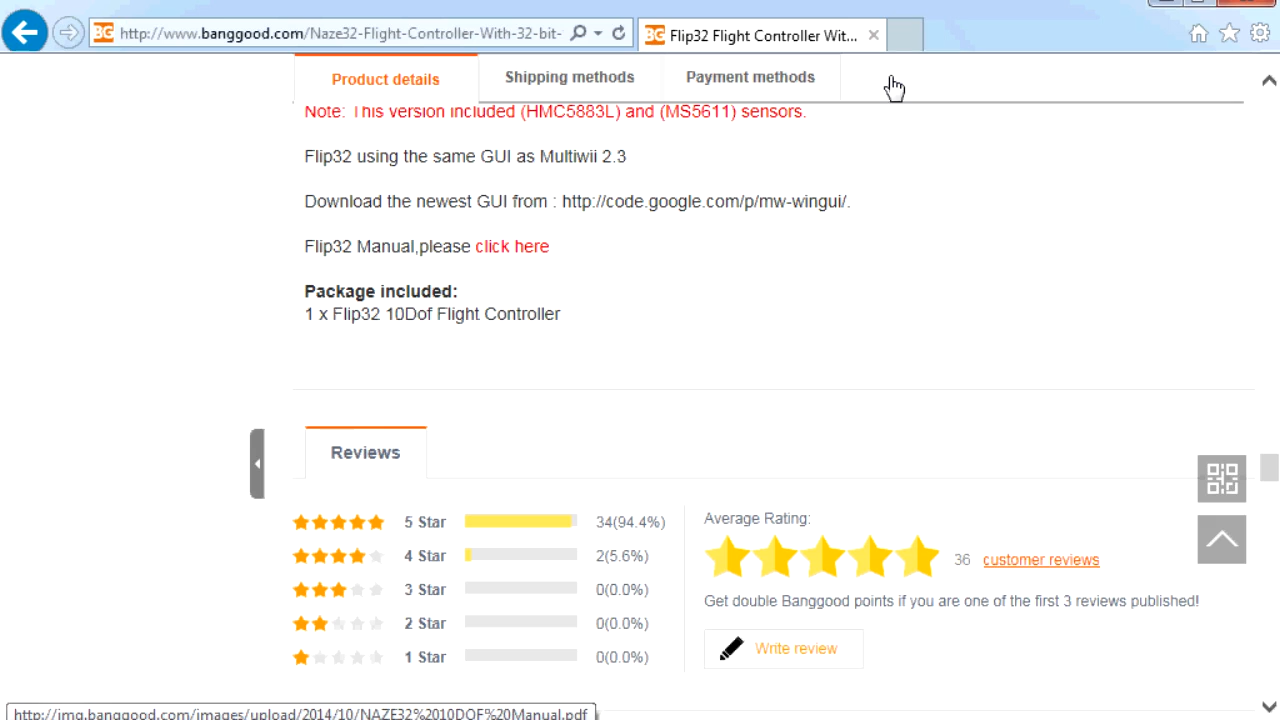 BG http://www.banggood.com/Naze32-Flight-Controller-With-32-bit-
BG Flip32 Flight Controller Wit...
Product details
Shipping methods
Payment methods
Note: This version included (HMC5883L) and (MS5611) sensors.
Flip32 using the same GUI as Multiwii 2.3
Download the newest GUI from : http://code.google.com/p/mw-wingui/.
Flip32 Manual,please click here
Package included:
1 x Flip32 10Dof Flight Controller
Reviews
5 Star 34(94.4%)
4 Star 2(5.6%)
3 Star 0(0.0%)
2 Star 0(0.0%)
1 Star 0(0.0%)
Average Rating:
36 customer reviews
Get double Banggood points if you are one of the first 3 reviews published!
Write review
http://img.banggood.com/images/upload/2014/10/NAZE32%2010DOF%20Manual.pdf